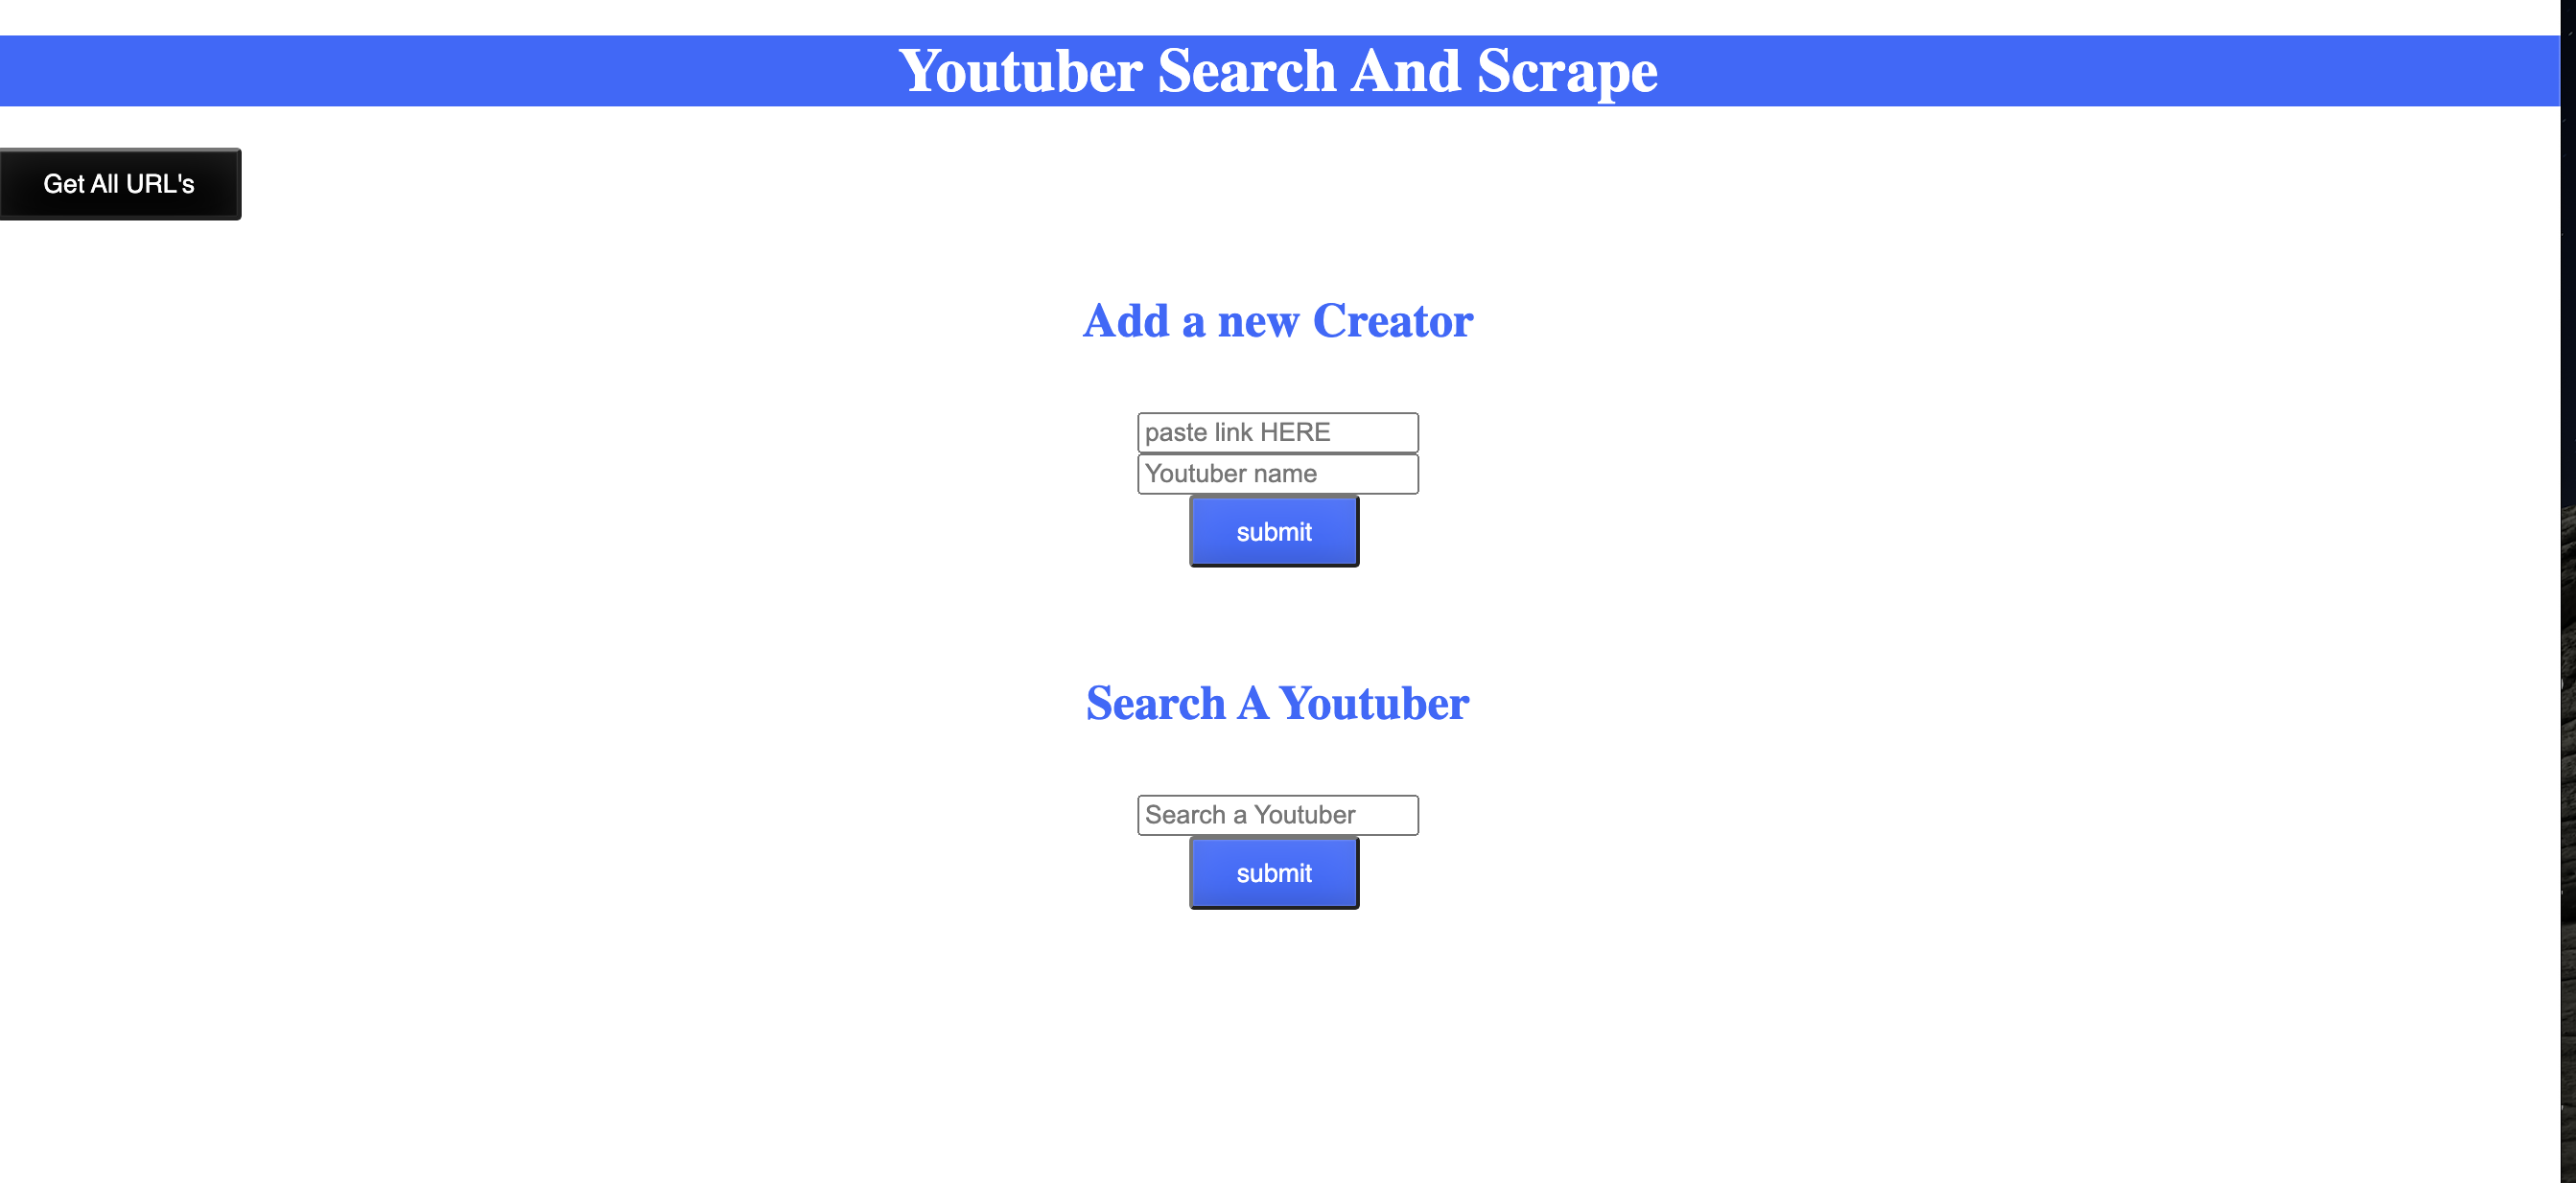 Youtuber Search And Scrape
Get All URL's
Add a new Creator
paste link HERE
Youtuber name
submit
Search A Youtuber
Search a Youtuber
submit